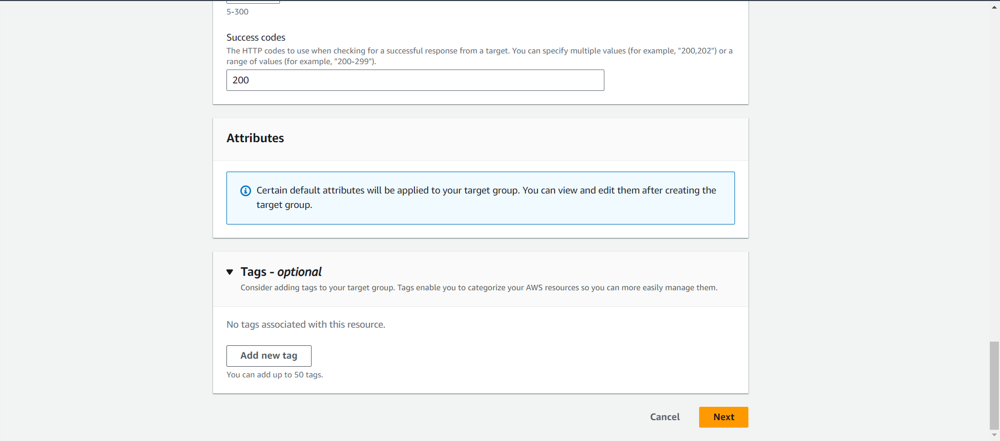 5-300
Success codes
The HTTP codes to use when checking for a successful response from a target. You can specify multiple values (for example, "200,202") or a
range of values (for example, "200-299").
200
Attributes
Certain default attributes will be applied to your target group. You can view and edit them after creating the
target group.
Tags - optional
Consider adding tags to your target group. Tags enable you to categorize your AWS resources so you can more easily manage them.
No tags associated with this resource.
Add new tag
You can add up to 50 tags.
Cancel
Next